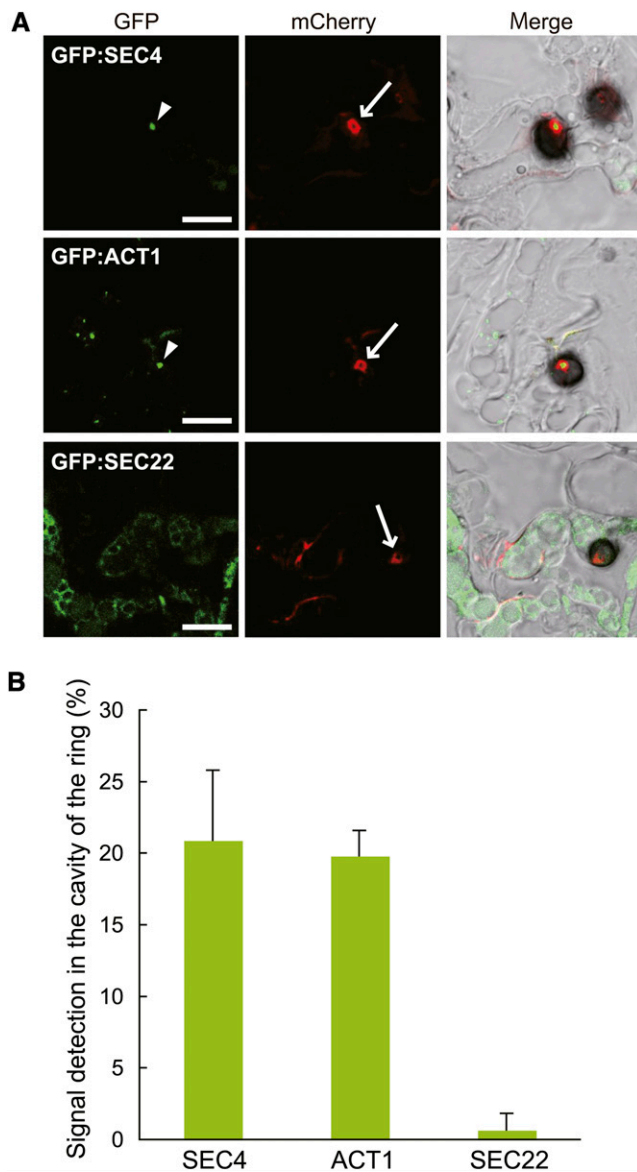 A
GFP
mCherry
Merge
GFP:SEC4
GFP:ACT1
GFP:SEC22
B
Signal detection in the cavity of the ring (%)
30
25
20
15
10
5
0
SEC4
ACT1
SEC22